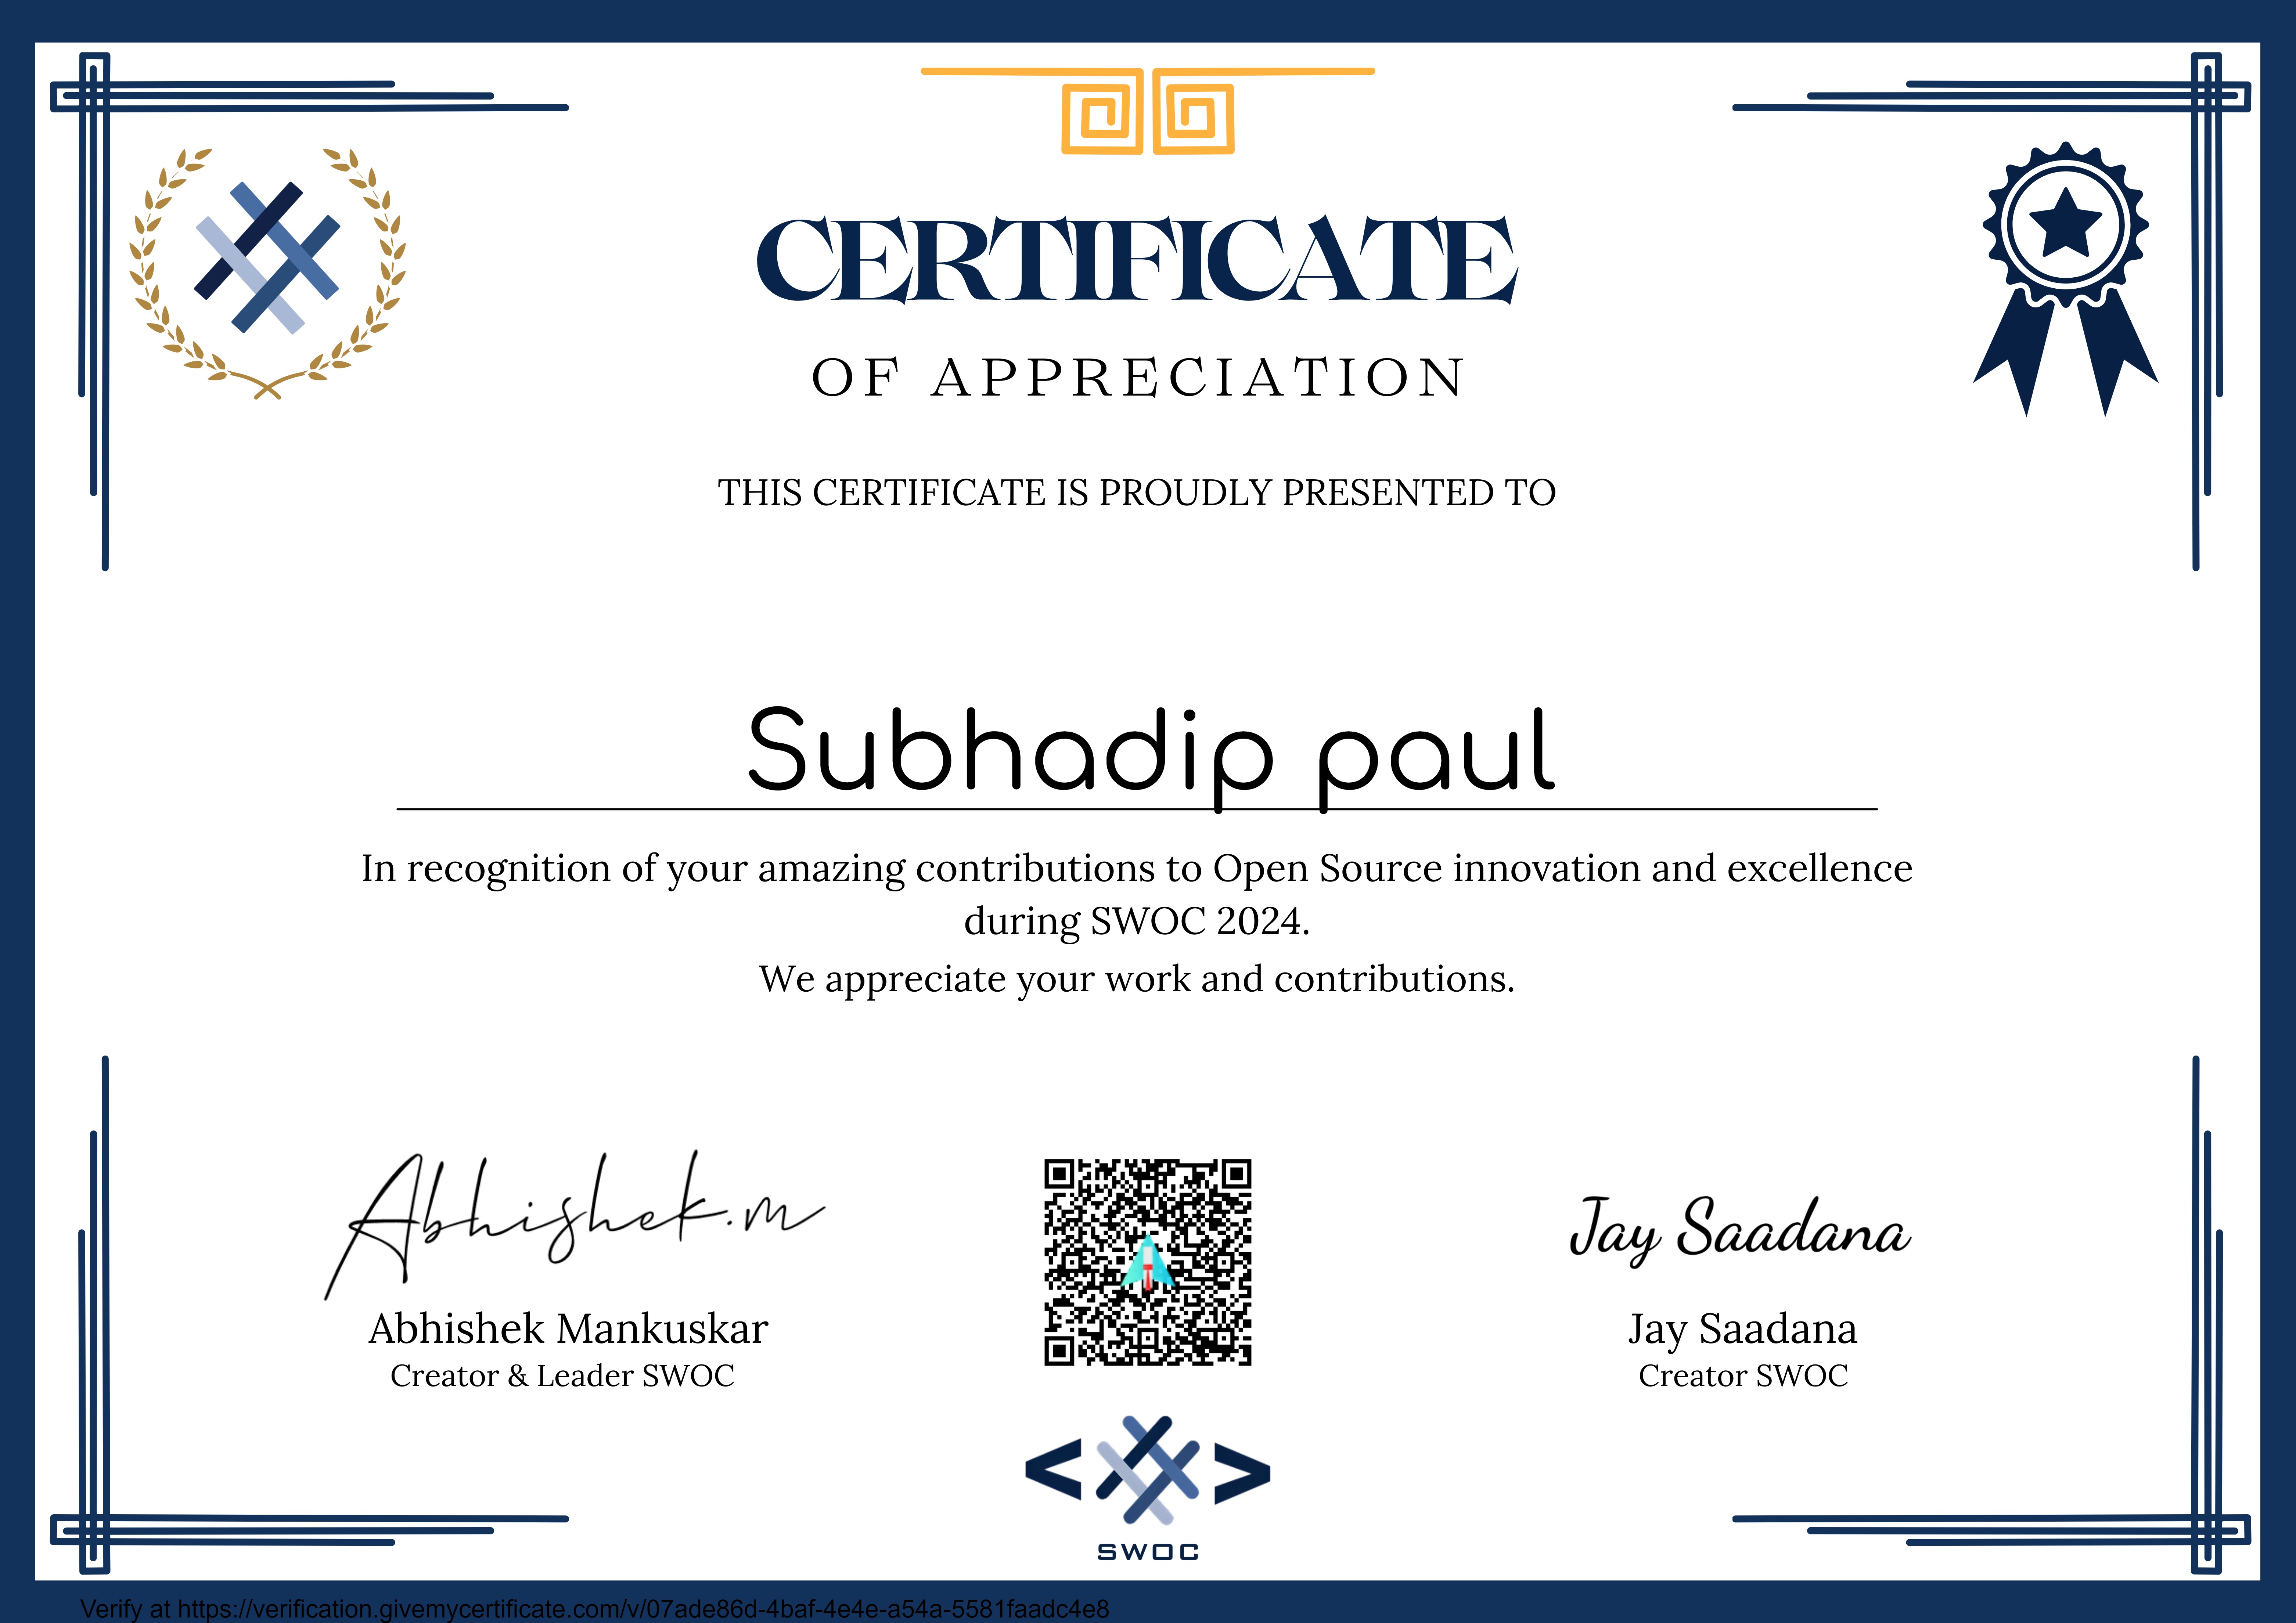 CERTIFICATE
OF APPRECIATION
THIS CERTIFICATE IS PROUDLY PRESENTED TO
Subhadip paul
In recognition of your amazing contributions to Open Source innovation and excellence
during SWOC 2024.
We appreciate your work and contributions.
Abhishek.m
Jay Saadana
Abhishek Mankuskar
Jay Saadana
Creator & Leader SWOC
Creator SWOC
SWOC
Verify at https://verification.givemycertificate.com/v/07ade86d-4baf-4e4e-a54a-5581faadc4e8